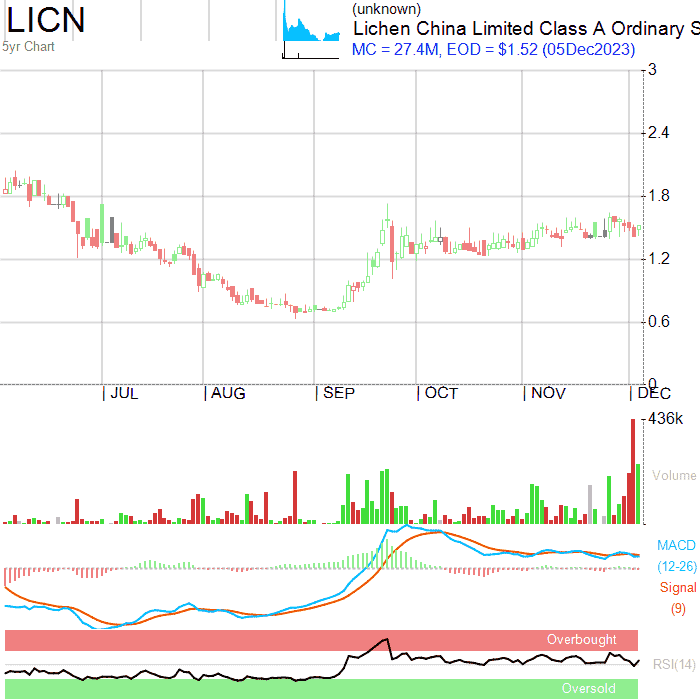 LICN
5yr Chart
(unknown)
Lichen China Limited Class A Ordinary S
MC = 27.4M, EOD = $1.52 (05Dec2023)
3
2.4
1.8
1.2
0.6
0
JUL
AUG
SEP
OCT
NOV
DEC
436k
Volume
MACD
(12-26)
Signal
(9)
Overbought
RSI(14)
Oversold